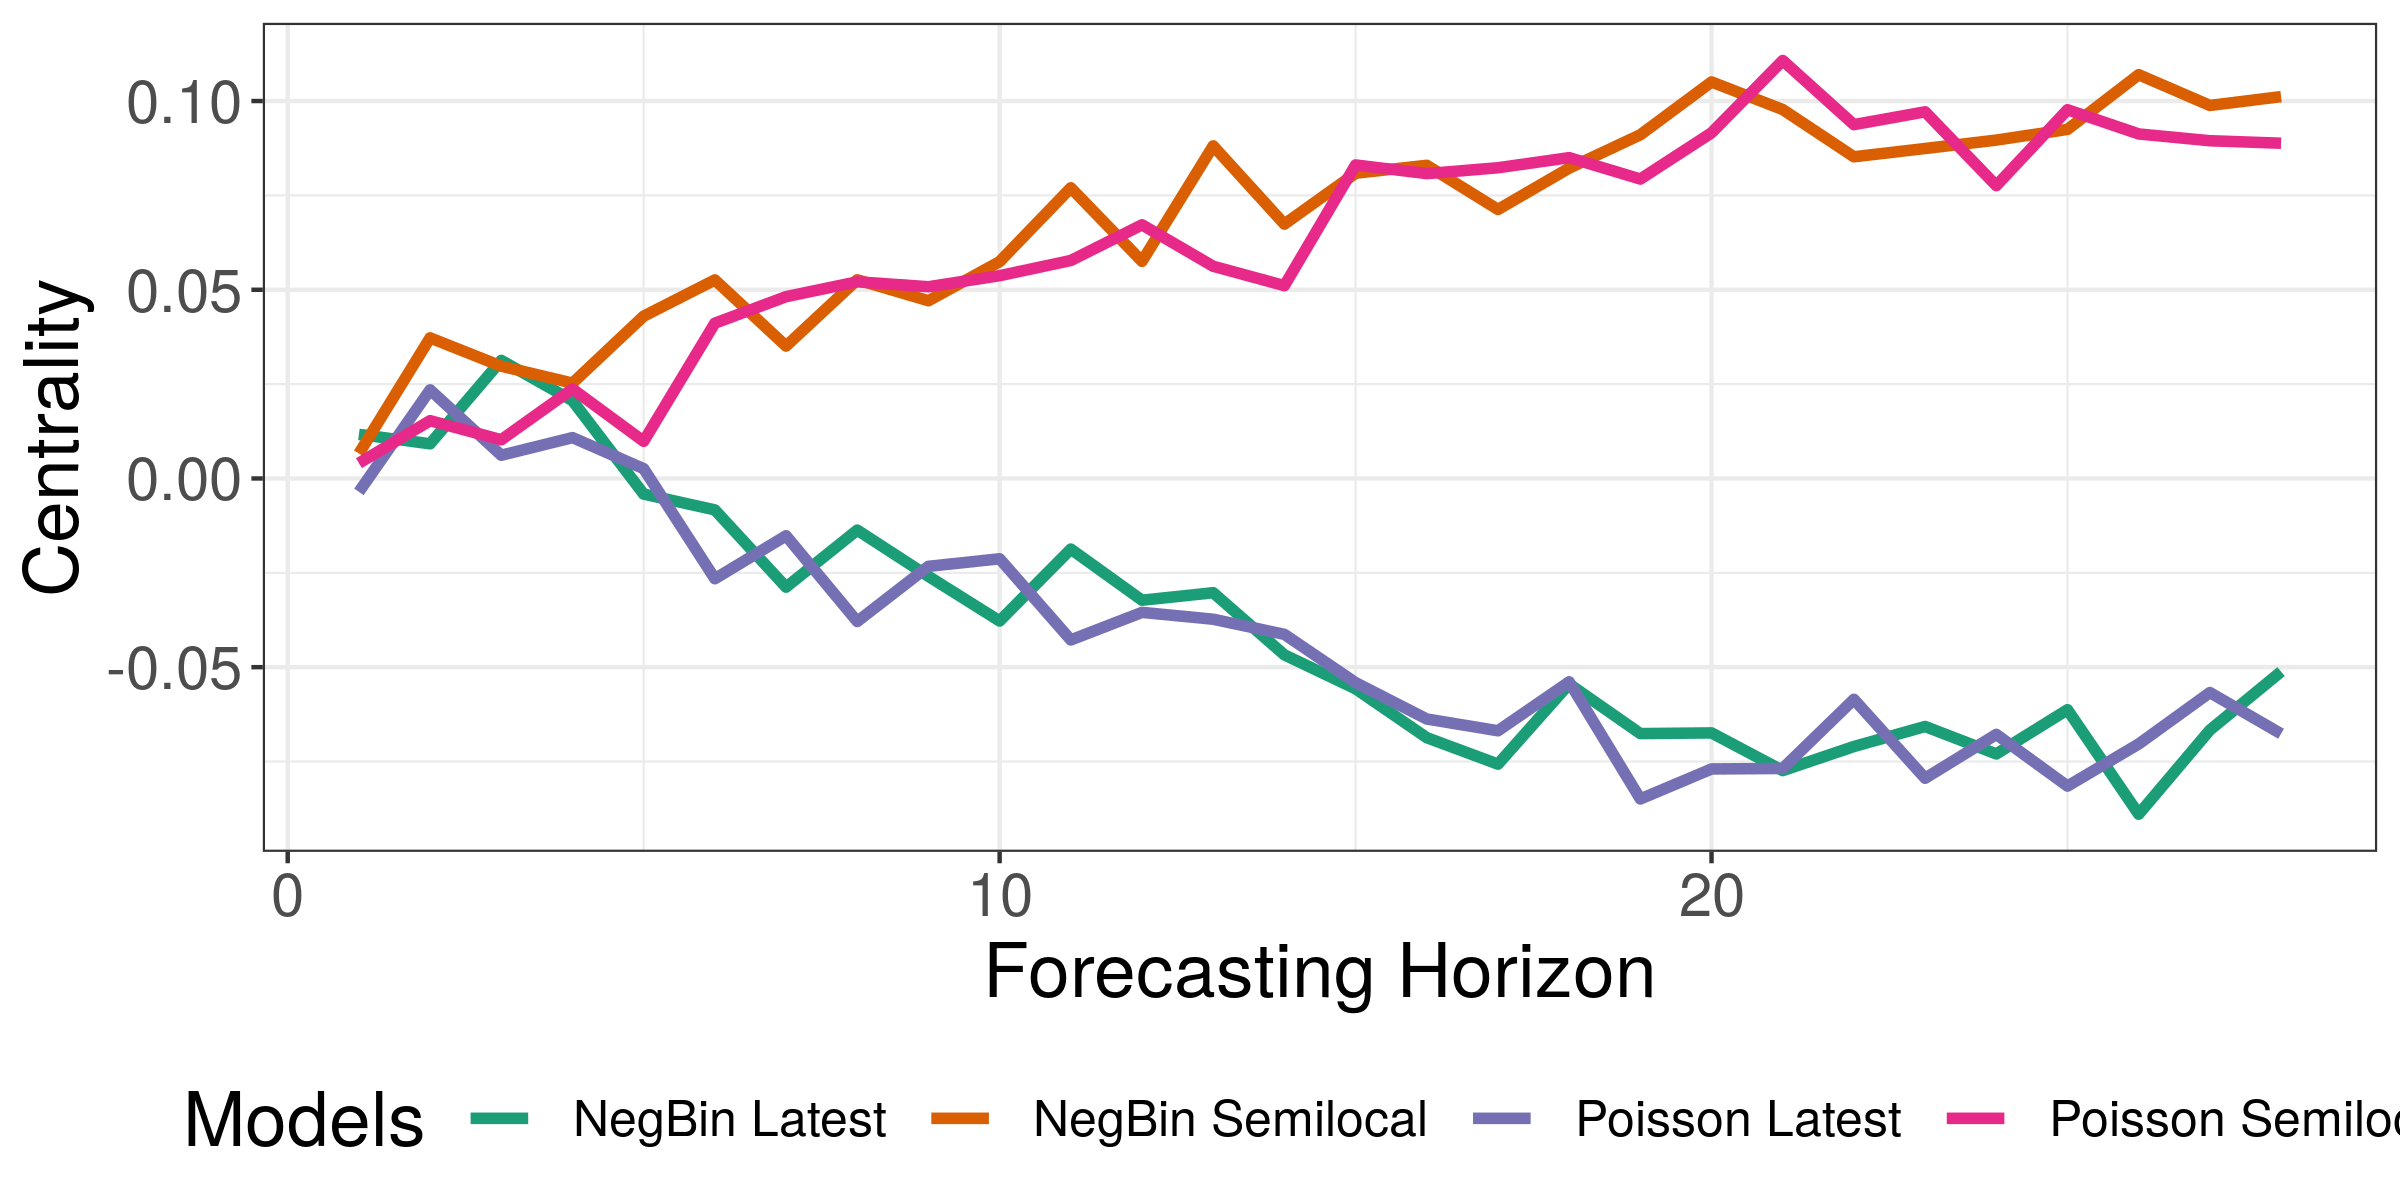 0.10
0.05
0.00
-0.05
Centrality
0 10 20
Forecasting Horizon
Models NegBin Latest NegBin Semilocal Poisson Latest Poisson